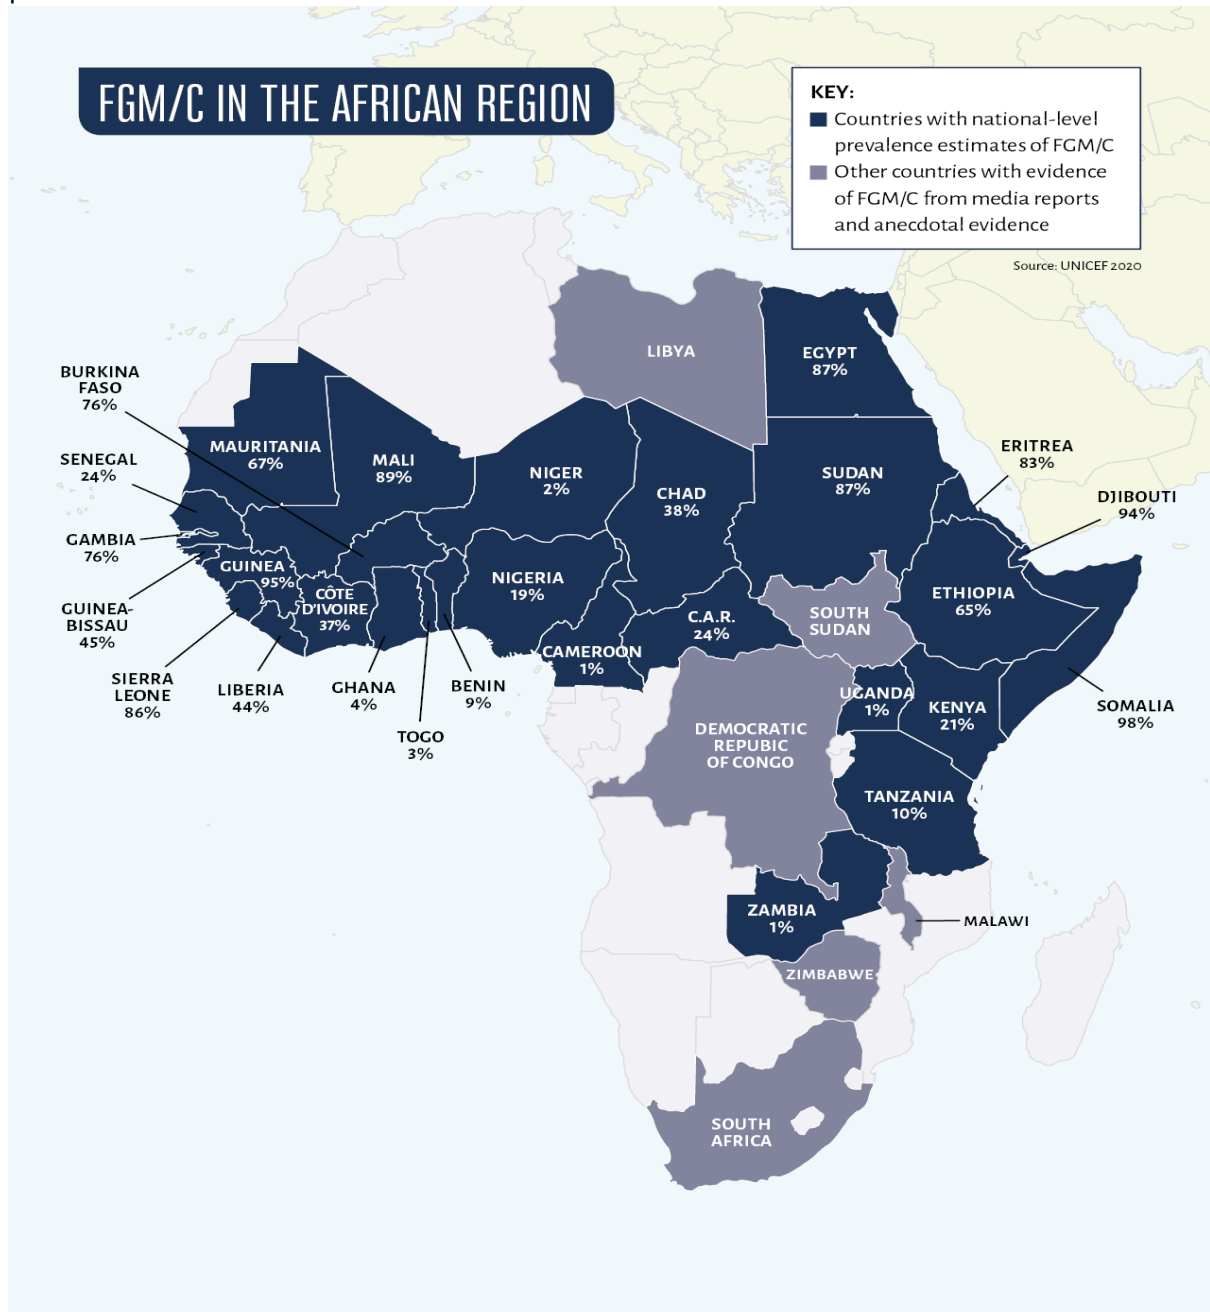 FGM/C IN THE AFRICAN REGION
KEY:
Countries with national-level
prevalence estimates of FGM/C
Other countries with evidence
of FGM/C from media reports
and anecdotal evidence
Source: UNICEF 2020
LIBYA
EGYPT
87%
BURKINA
FASO
76%
MAURITANIA
67%
MALI
89%
NIGER
2%
CHAD
38%
SUDAN
87%
ERITREA
83%
SENEGAL
24%
DJIBOUTI
94%
GAMBIA
76%
GUINEA
95%
CÔTE
D'IVOIRE
37%
NIGERIA
19%
ETHIOPIA
65%
GUINEA-
BISSAU
45%
C.A.R.
24%
SOUTH
SUDAN
CAMEROON
1%
SIERRA
LEONE
86%
LIBERIA
44%
GHANA
4%
BENIN
9%
TOGO
3%
UGANDA
1%
KENYA
21%
SOMALIA
98%
DEMOCRATIC
REPUBIC
OF CONGO
TANZANIA
10%
ZAMBIA
1%
MALAWI
ZIMBABWE
SOUTH
AFRICA